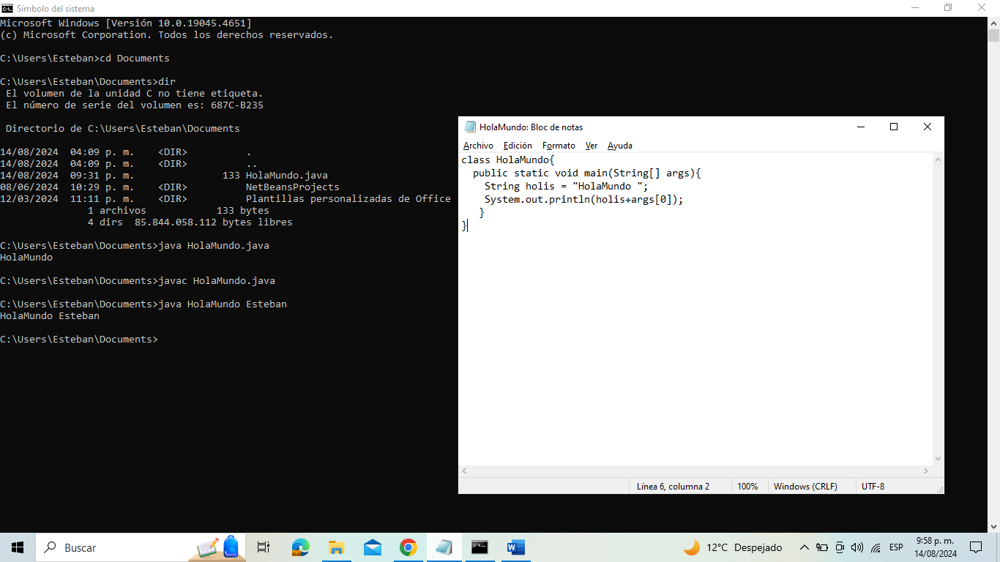 Símbolo del sistema
Microsoft Windows [Versión 10.0.19045.4651]
(c) Microsoft Corporation. Todos los derechos reservados.
C:\Users\Esteban>cd Documents
C:\Users\Esteban\Documents>dir
 El volumen de la unidad C no tiene etiqueta.
 El número de serie del volumen es: 687C-B235
 Directorio de C:\Users\Esteban\Documents
14/08/2024  04:09 p. m.    <DIR>          .
14/08/2024  04:09 p. m.    <DIR>          ..
14/08/2024  09:31 p. m.               133 HolaMundo.java
08/06/2024  10:29 p. m.    <DIR>          NetBeansProjects
12/03/2024  11:11 p. m.    <DIR>          Plantillas personalizadas de Office
               1 archivos            133 bytes
               4 dirs  85.844.058.112 bytes libres
C:\Users\Esteban\Documents>java HolaMundo.java
HolaMundo
C:\Users\Esteban\Documents>javac HolaMundo.java
C:\Users\Esteban\Documents>java HolaMundo Esteban
HolaMundo Esteban
C:\Users\Esteban\Documents>
HolaMundo: Bloc de notas
Archivo Edición Formato Ver Ayuda
class HolaMundo{
  public static void main(String[] args){
    String holis = "HolaMundo ";
    System.out.println(holis+args[0]);
   }
}
Línea 6, columna 2 100% Windows (CRLF) UTF-8
Buscar
12°C Despejado
ESP
9:58 p. m.
14/08/2024